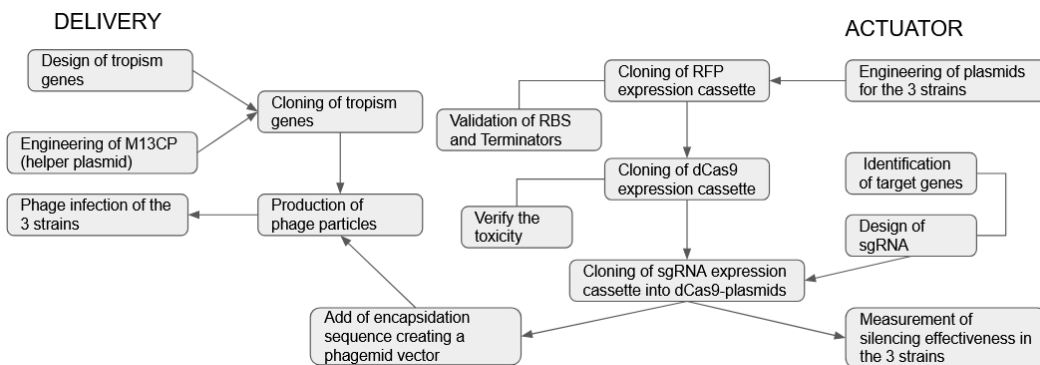 DELIVERY
ACTUATOR
Design of tropism
genes
Cloning of tropism
genes
Engineering of M13CP
(helper plasmid)
Phage infection of the
3 strains
Production of
phage particles
Add of encapsidation
sequence creating a
phagemid vector
Cloning of RFP
expression cassette
Engineering of plasmids
for the 3 strains
Validation of RBS
and Terminators
Cloning of dCas9
expression cassette
Identification
of target genes
Verify the
toxicity
Design of
sgRNA
Cloning of sgRNA expression
cassette into dCas9-plasmids
Measurement of
silencing effectiveness in
the 3 strains